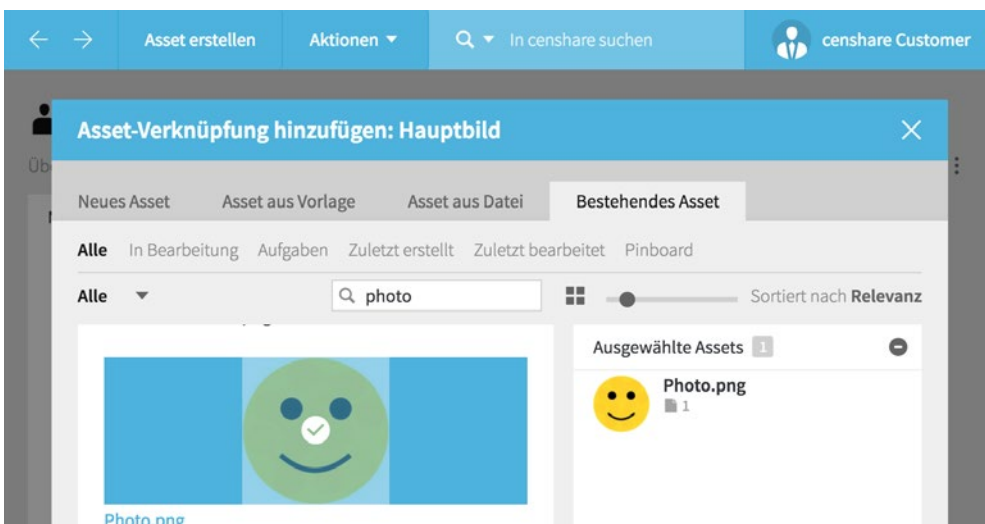 Asset erstellen Aktionen In censhare suchen censhare Customer
Asset-Verknüpfung hinzufügen: Hauptbild
Neues Asset Asset aus Vorlage Asset aus Datei Bestehendes Asset
Alle In Bearbeitung Aufgaben Zuletzt erstellt Zuletzt bearbeitet Pinboard
Alle photo Sortiert nach Relevanz
Ausgewählte Assets 1
Photo.png
1
Photo.png